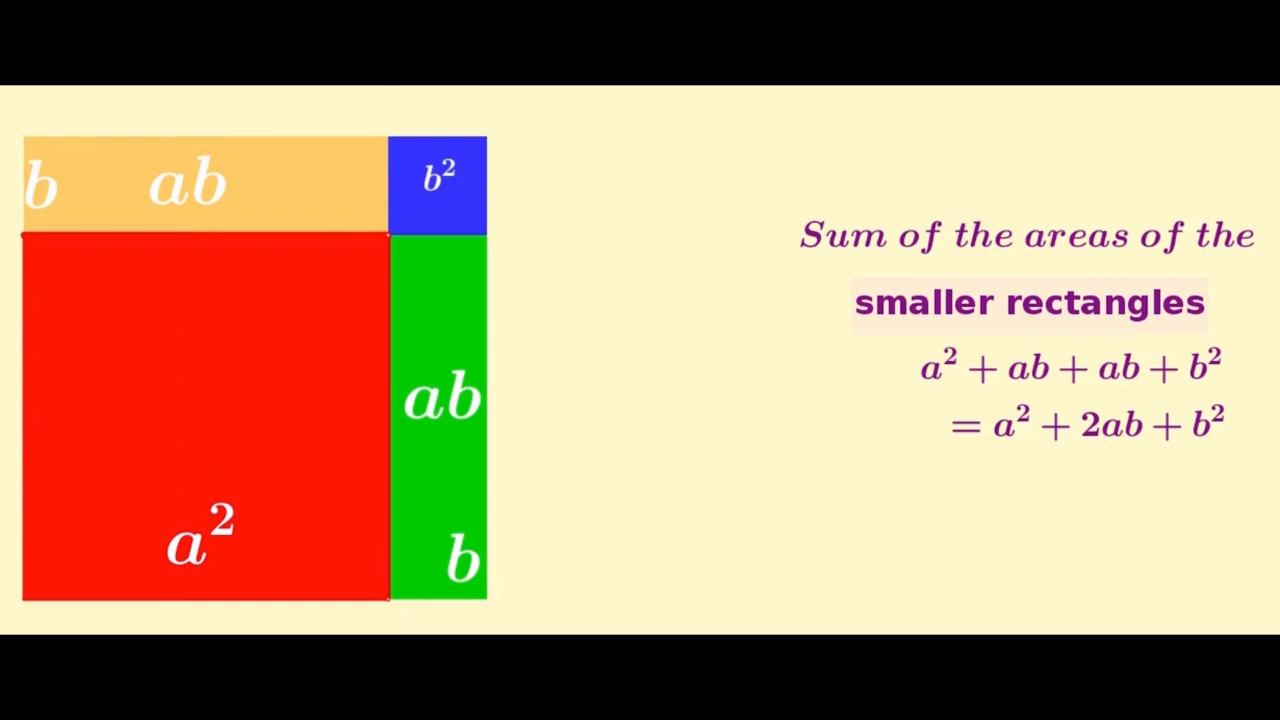 b ab b²
ab
a² b
Sum of the areas of the
smaller rectangles
a² + ab + ab + b²
= a² + 2ab + b²